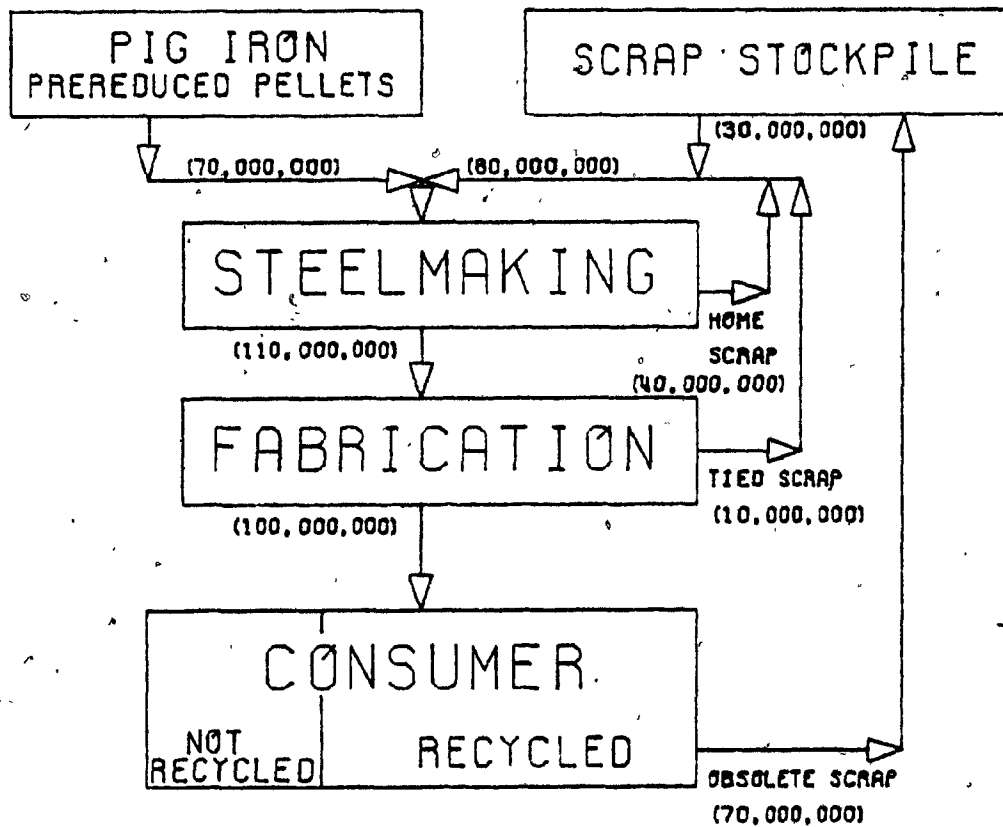 PIG IRON
PREREDUCED PELLETS
SCRAP STOCKPILE
(30,000,000)
(70,000,000)
(80,000,000)
STEELMAKING
HOME
SCRAP
(40,000,000)
(110,000,000)
FABRICATION
TIED SCRAP
(10,000,000)
(100,000,000)
CONSUMER
NOT
RECYCLED
RECYCLED
OBSOLETE SCRAP
(70,000,000)